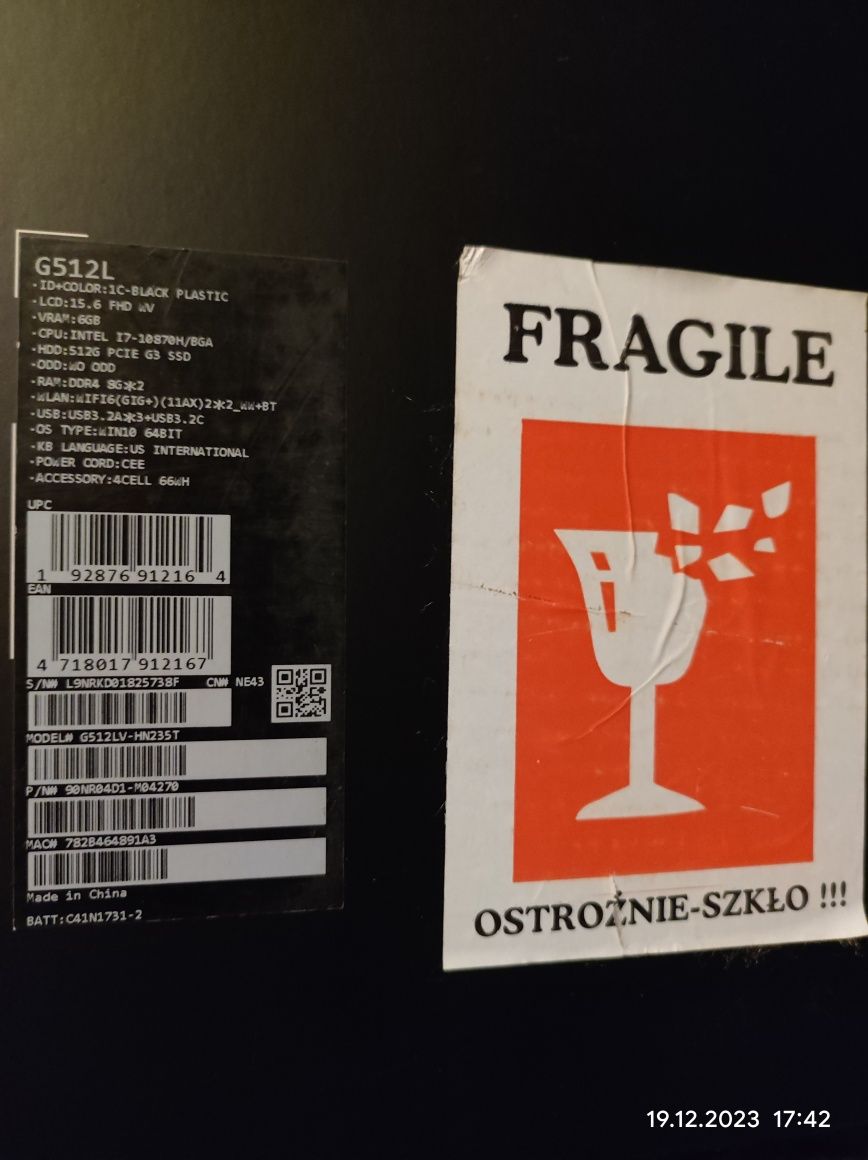 G512L
-ID+COLOR:1C-BLACK PLASTIC
-LCD:15.6 FHD WV
-VRAM:6GB
-CPU:INTEL I7-10870H/BGA
-HDD:512G PCIE G3 SSD
-ODD:WO ODD
-RAM:DDR4 8G*2
-WLAN:WIFI6(GIG+)(11AX)2*2_WW+BT
-USB:USB3.2A*3+USB3.2C
-OS TYPE:WIN10 64BIT
-KB LANGUAGE:US INTERNATIONAL
-POWER CORD:CEE
-ACCESSORY:4CELL 66WH
UPC
1 92876 91216 4
EAN
4 718017 912167
S/N# L9NRKD01825738F CN# NE43
MODEL# G512LV-HN235T
P/N# 90NR04D1-M04270
MAC# 782B464891A3
Made in China
BATT:C41N1731-2
FRAGILE
OSTROŻNIE-SZKŁO !!!
19.12.2023 17:42